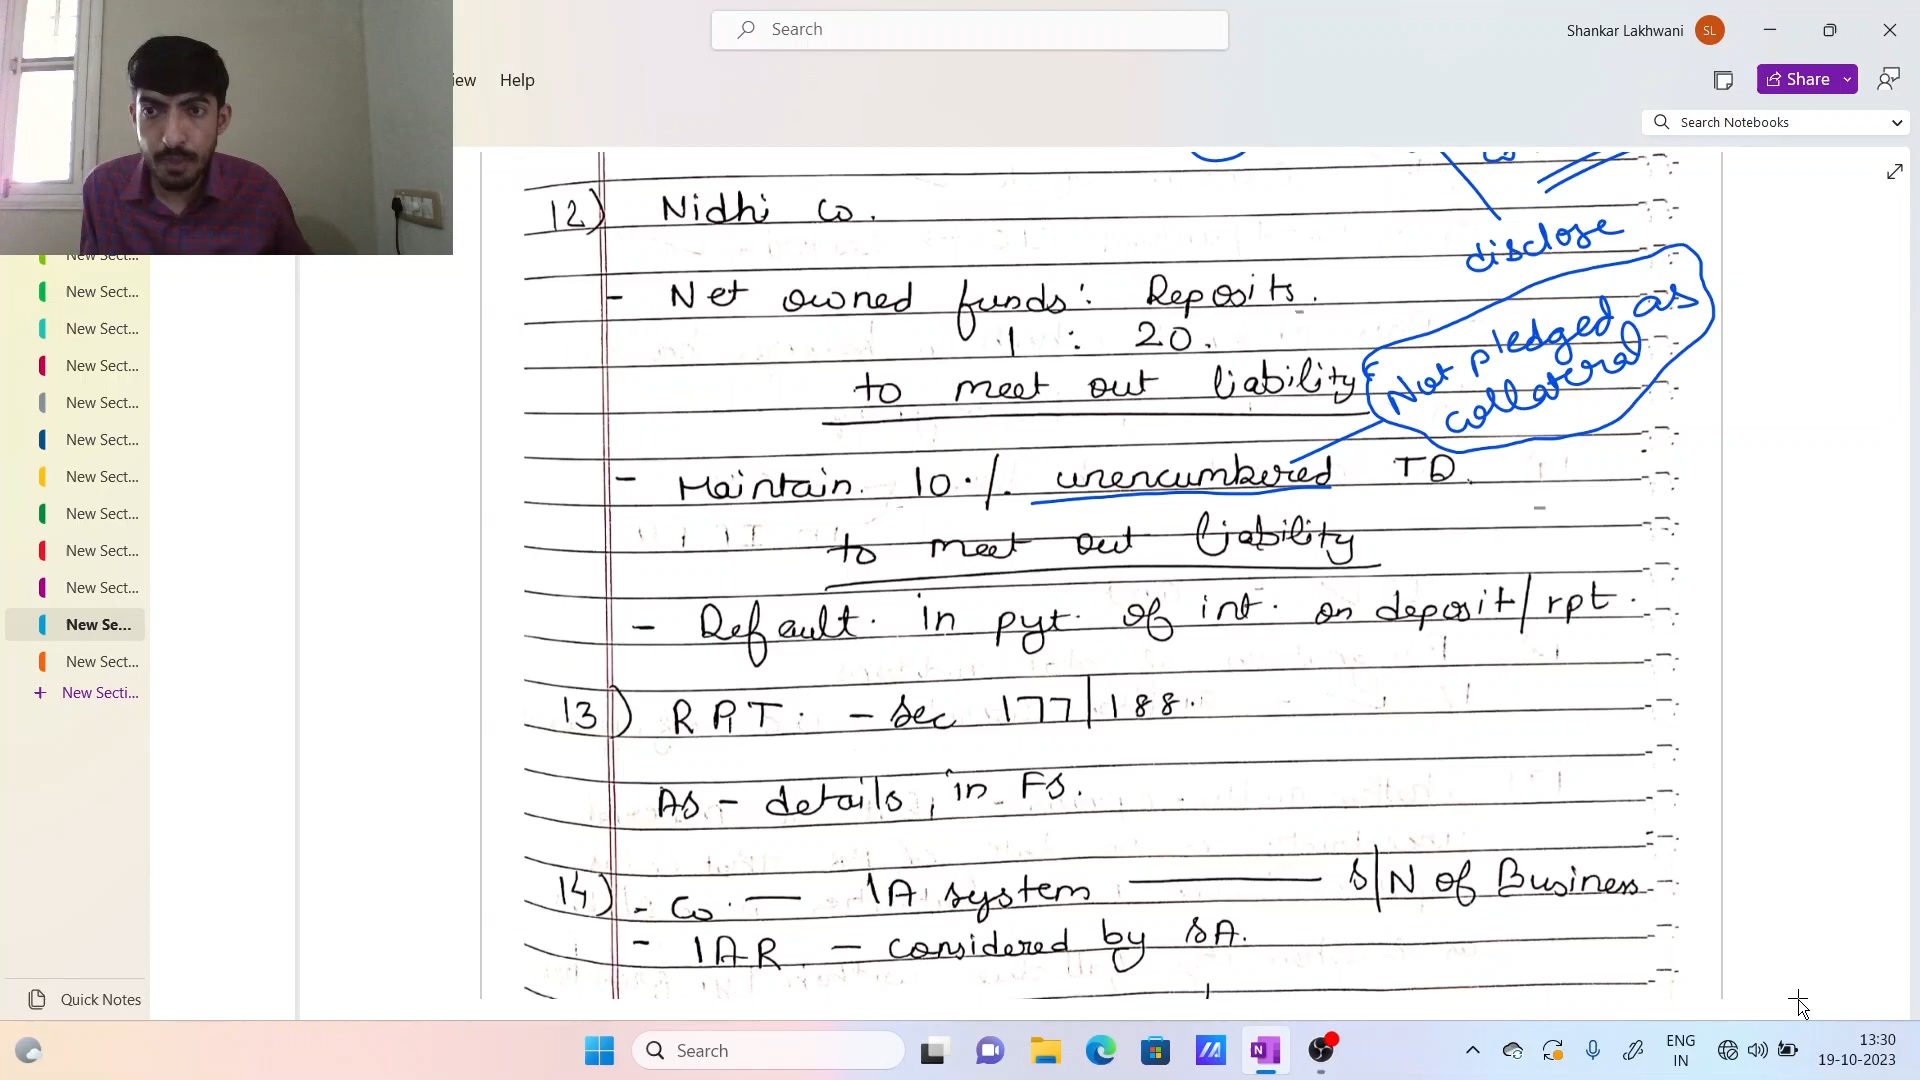 Search
Shankar Lakhwani
SL
iew
Help
Share
Search Notebooks
New Sect...
New Sect...
New Sect...
New Sect...
New Sect...
New Sect...
New Sect...
New Sect...
New Sect...
New Sect...
New Se...
New Sect...
New Secti...
Quick Notes
co
disclose
12) Nidhi co.
- Net owned funds : Deposits.
1 : 20.
to meet out liability
Not pledged as
collateral
- Maintain 10% unencumbered TD.
to meet out liability
- Default in pyt. of int. on deposit/rpt.
13) RPT. - sec 177/188.
AS - details in FS.
14) - Co. — IA system — S/N of Business
- IAR - considered by SA.
Search
ENG
IN
13:30
19-10-2023